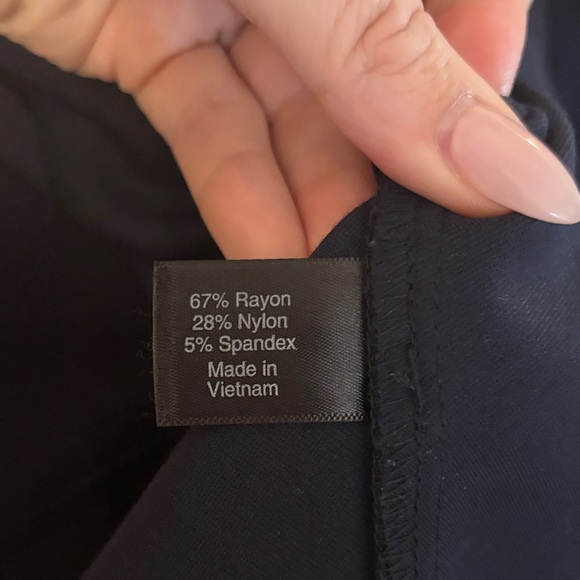 67% Rayon
28% Nylon
5% Spandex
Made in
Vietnam